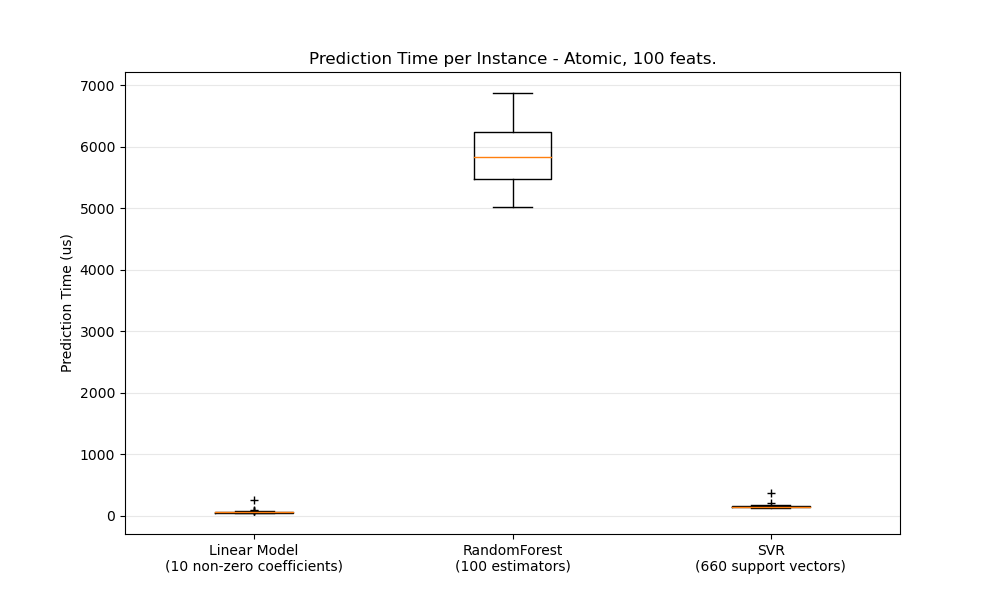 Prediction Time per Instance - Atomic, 100 feats.
Prediction Time (us)
7000
6000
5000
4000
3000
2000
1000
0
Linear Model
(10 non-zero coefficients)
RandomForest
(100 estimators)
SVR
(660 support vectors)